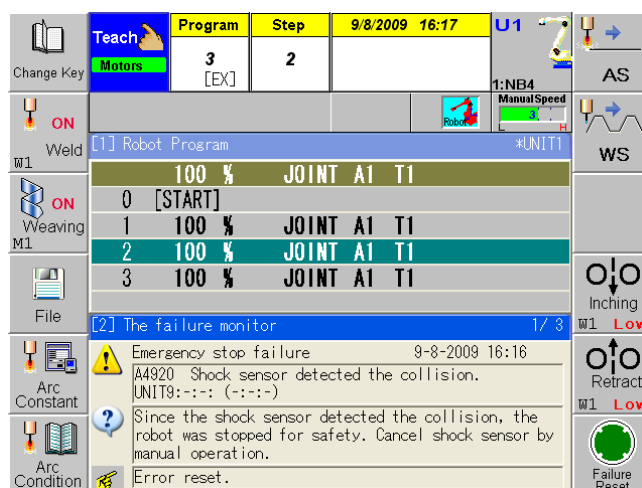 Change Key
Teach
Motors
Program
3
[EX]
Step
2
9/8/2009 16:17
U1
1:NB4
AS
ON
Weld
W1
Robot
Manual Speed
3
L H
WS
[1] Robot Program *UNIT1
100 % JOINT A1 T1
0 [START]
1 100 % JOINT A1 T1
2 100 % JOINT A1 T1
3 100 % JOINT A1 T1
ON
Weaving
M1
File
Inching
W1 Low
[2] The failure monitor 1/ 3
Emergency stop failure 9-8-2009 16:16
A4920 Shock sensor detected the collision.
UNIT9:-:-: (-:-:-)
Since the shock sensor detected the collision, the
robot was stopped for safety. Cancel shock sensor by
manual operation.
Error reset.
Arc
Constant
Retract
W1 Low
Arc
Condition
Failure
Reset